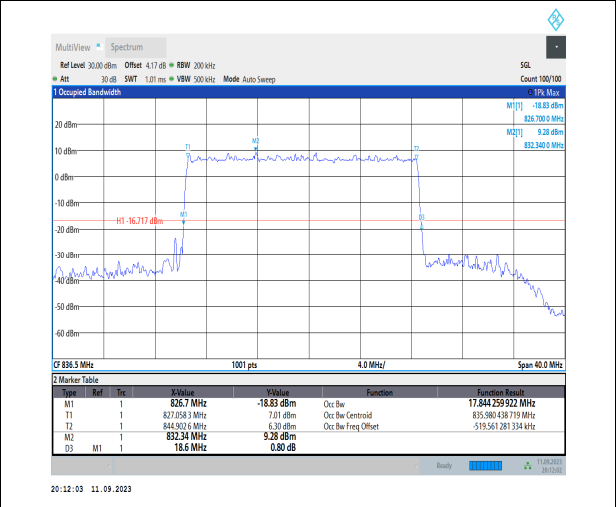 MultiView Spectrum
Ref Level 30.00 dBm Offset 4.17 dB RBW 200 kHz SGL
Att 30 dB SWT 1.01 ms VBW 500 kHz Mode Auto Sweep Count 100/100
1 Occupied Bandwidth 1Pk Max
M1[1] -18.83 dBm
826.700 0 MHz
M2[1] 9.28 dBm
832.340 0 MHz
20 dBm
M2
T1 T2
10 dBm
0 dBm
-10 dBm
M1 D3
H1 -16.717 dBm
-20 dBm
-30 dBm
-40 dBm
-50 dBm
-60 dBm
CF 836.5 MHz 1001 pts 4.0 MHz/ Span 40.0 MHz
2 Marker Table
Type Ref Trc X-Value Y-Value Function Function Result
M1 1 826.7 MHz -18.83 dBm Occ Bw 17.844 259 922 MHz
T1 1 827.058 3 MHz 7.01 dBm Occ Bw Centroid 835.980 438 719 MHz
T2 1 844.902 6 MHz 6.30 dBm Occ Bw Freq Offset -519.561 281 334 kHz
M2 1 832.34 MHz 9.28 dBm
D3 M1 1 18.6 MHz 0.80 dB
Ready 11.09.2023
20:12:02
20:12:03 11.09.2023